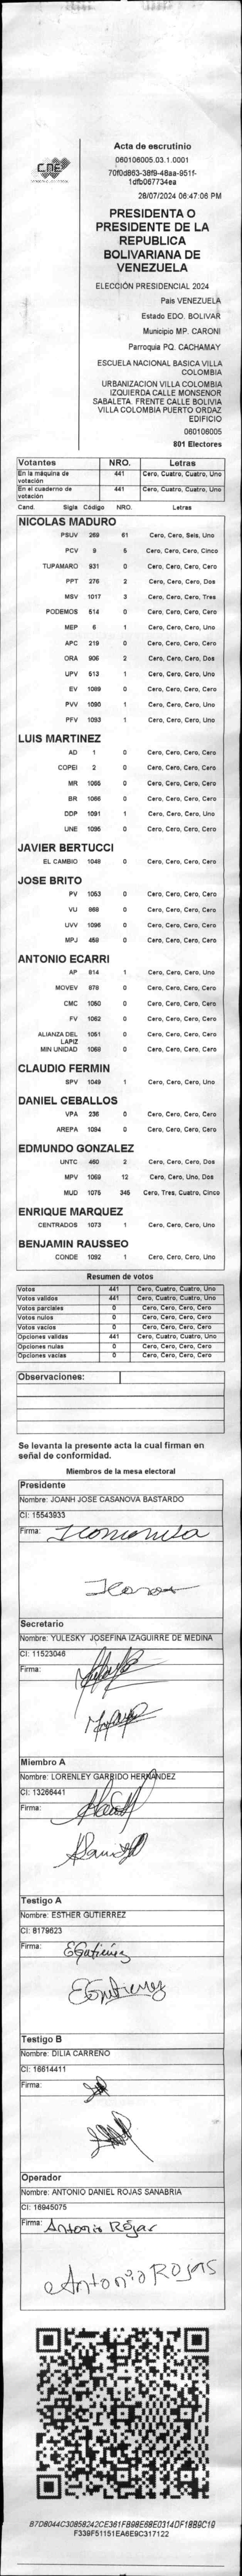 CNE
Acta de escrutinio
060106005.03.1.0001
70f0d863-38f9-48aa-951f-
1dfb067734ea
28/07/2024 06:47:06 PM
PRESIDENTA O
PRESIDENTE DE LA
REPUBLICA
BOLIVARIANA DE
VENEZUELA
ELECCIÓN PRESIDENCIAL 2024
Pais VENEZUELA
Estado EDO. BOLIVAR
Municipio MP. CARONI
Parroquia PQ. CACHAMAY
ESCUELA NACIONAL BASICA VILLA
COLOMBIA
URBANIZACION VILLA COLOMBIA
IZQUIERDA CALLE MONSENOR
SABALETA. FRENTE CALLE BOLIVIA
VILLA COLOMBIA PUERTO ORDAZ
EDIFICIO
060106005
801 Electores
Votantes NRO. Letras
En la máquina de votación 441 Cero, Cuatro, Cuatro, Uno
En el cuaderno de votación 441 Cero, Cuatro, Cuatro, Uno
Cand. Sigla Código NRO. Letras
NICOLAS MADURO
PSUV 269 61 Cero, Cero, Seis, Uno
PCV 9 5 Cero, Cero, Cero, Cinco
TUPAMARO 931 0 Cero, Cero, Cero, Cero
PPT 276 2 Cero, Cero, Cero, Dos
MSV 1017 3 Cero, Cero, Cero, Tres
PODEMOS 514 0 Cero, Cero, Cero, Cero
MEP 6 1 Cero, Cero, Cero, Uno
APC 219 0 Cero, Cero, Cero, Cero
ORA 906 2 Cero, Cero, Cero, Dos
UPV 513 1 Cero, Cero, Cero, Uno
EV 1089 0 Cero, Cero, Cero, Cero
PVV 1090 1 Cero, Cero, Cero, Uno
PFV 1093 1 Cero, Cero, Cero, Uno
LUIS MARTINEZ
AD 1 0 Cero, Cero, Cero, Cero
COPEI 2 0 Cero, Cero, Cero, Cero
MR 1065 0 Cero, Cero, Cero, Cero
BR 1066 0 Cero, Cero, Cero, Cero
DDP 1091 1 Cero, Cero, Cero, Uno
UNE 1095 0 Cero, Cero, Cero, Cero
JAVIER BERTUCCI
EL CAMBIO 1048 0 Cero, Cero, Cero, Cero
JOSE BRITO
PV 1053 0 Cero, Cero, Cero, Cero
VU 868 0 Cero, Cero, Cero, Cero
UVV 1096 0 Cero, Cero, Cero, Cero
MPJ 459 0 Cero, Cero, Cero, Cero
ANTONIO ECARRI
AP 814 1 Cero, Cero, Cero, Uno
MOVEV 878 0 Cero, Cero, Cero, Cero
CMC 1050 0 Cero, Cero, Cero, Cero
FV 1062 0 Cero, Cero, Cero, Cero
ALIANZA DEL LAPIZ 1051 0 Cero, Cero, Cero, Cero
MIN UNIDAD 1068 0 Cero, Cero, Cero, Cero
CLAUDIO FERMIN
SPV 1049 1 Cero, Cero, Cero, Uno
DANIEL CEBALLOS
VPA 236 0 Cero, Cero, Cero, Cero
AREPA 1094 0 Cero, Cero, Cero, Cero
EDMUNDO GONZALEZ
UNTC 460 2 Cero, Cero, Cero, Dos
MPV 1069 12 Cero, Cero, Uno, Dos
MUD 1075 345 Cero, Tres, Cuatro, Cinco
ENRIQUE MARQUEZ
CENTRADOS 1073 1 Cero, Cero, Cero, Uno
BENJAMIN RAUSSEO
CONDE 1092 1 Cero, Cero, Cero, Uno
Resumen de votos
Votos 441 Cero, Cuatro, Cuatro, Uno
Votos validos 441 Cero, Cuatro, Cuatro, Uno
Votos parciales 0 Cero, Cero, Cero, Cero
Votos nulos 0 Cero, Cero, Cero, Cero
Votos vacios 0 Cero, Cero, Cero, Cero
Opciones validas 441 Cero, Cuatro, Cuatro, Uno
Opciones nulas 0 Cero, Cero, Cero, Cero
Opciones vacias 0 Cero, Cero, Cero, Cero
Observaciones:
Se levanta la presente acta la cual firman en
señal de conformidad.
Miembros de la mesa electoral
Presidente
Nombre: JOANH JOSE CASANOVA BASTARDO
CI: 15543933
Firma:
Secretario
Nombre: YULESKY JOSEFINA IZAGUIRRE DE MEDINA
CI: 11523046
Firma:
Miembro A
Nombre: LORENLEY GARRIDO HERNANDEZ
CI: 13266441
Firma:
Testigo A
Nombre: ESTHER GUTIERREZ
CI: 8179623
Firma: EGutierrez
EGutierrez
Testigo B
Nombre: DILIA CARRENO
CI: 16614411
Firma:
Operador
Nombre: ANTONIO DANIEL ROJAS SANABRIA
CI: 16945075
Firma: Antonio Rojas
Antonio Rojas
B7D8044C30858242CE361FB98E68E0314DF18B9C19
F339F51151EA6E9C317122